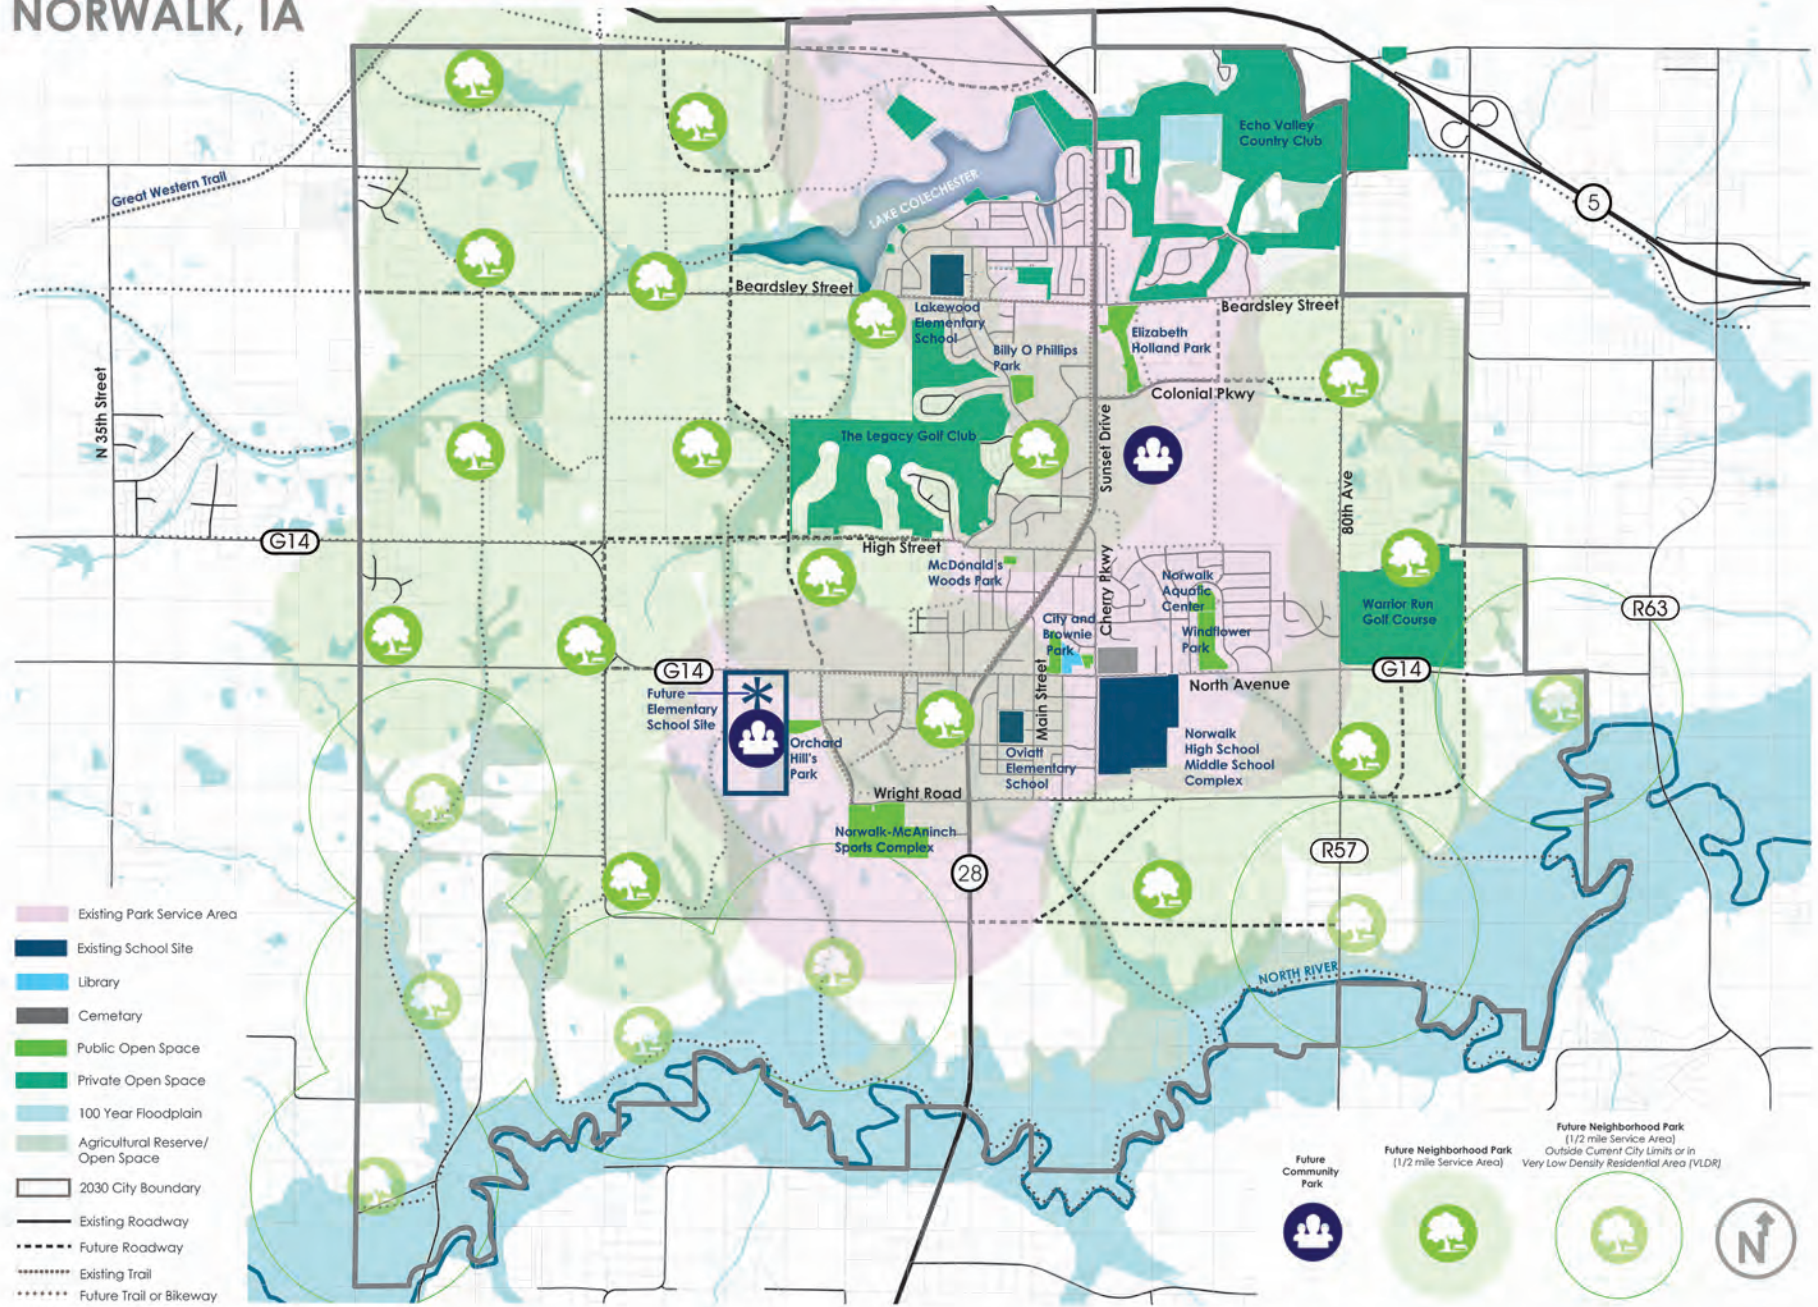 NORWALK, IA
Great Western Trail
LAKE COLECHESTER
Echo Valley
Country Club
5
Beardsley Street
Beardsley Street
Lakewood
Elementary
School
Elizabeth
Holland Park
Billy O Phillips
Park
N 35th Street
Colonial Pkwy
Sunset Drive
The Legacy Golf Club
80th Ave
G14
High Street
McDonald's
Woods Park
Cherry Pkwy
Norwalk
Aquatic
Center
Warrior Run
Golf Course
R63
City and
Brownie
Park
Windflower
Park
G14
G14
Main Street
North Avenue
Future
Elementary
School Site
Orchard
Hill's
Park
Oviatt
Elementary
School
Norwalk
High School
Middle School
Complex
Wright Road
Norwalk-McAninch
Sports Complex
R57
28
NORTH RIVER
Existing Park Service Area
Existing School Site
Library
Cemetary
Public Open Space
Private Open Space
100 Year Floodplain
Agricultural Reserve/
Open Space
2030 City Boundary
Existing Roadway
Future Roadway
Existing Trail
Future Trail or Bikeway
Future
Community
Park
Future Neighborhood Park
(1/2 mile Service Area)
Future Neighborhood Park
(1/2 mile Service Area)
Outside Current City Limits or in
Very Low Density Residential Area (VLDR)
N